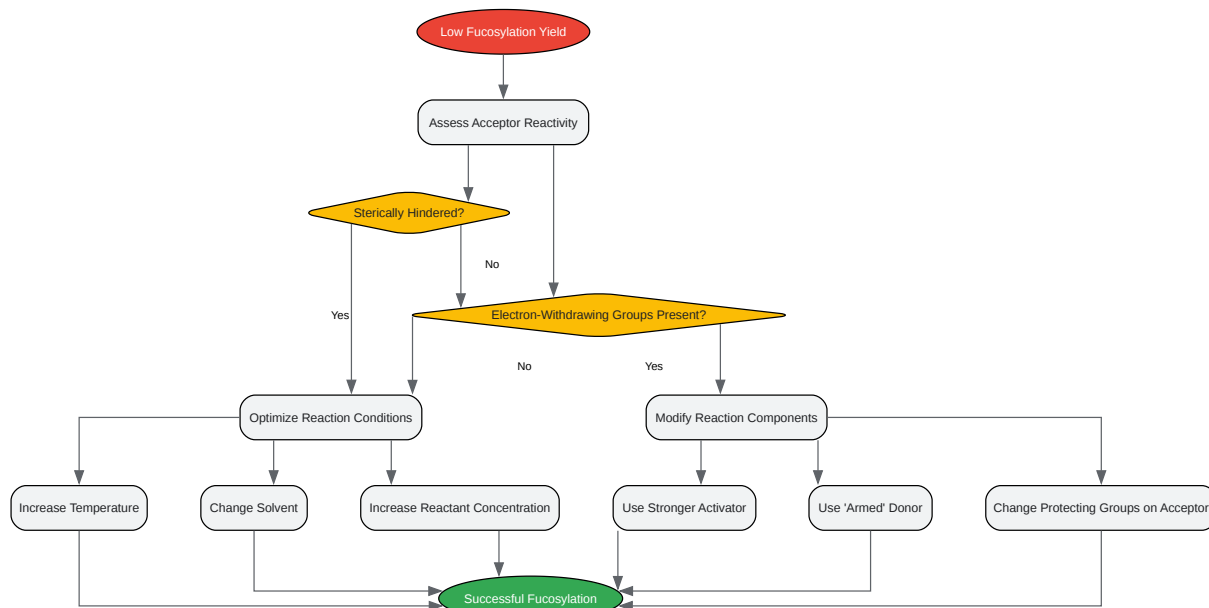 Low Fucosylation Yield
Assess Acceptor Reactivity
Sterically Hindered?
No
Yes
Electron-Withdrawing Groups Present?
No
Yes
Optimize Reaction Conditions
Modify Reaction Components
Increase Temperature
Change Solvent
Increase Reactant Concentration
Use Stronger Activator
Use 'Armed' Donor
Change Protecting Groups on Acceptor
Successful Fucosylation